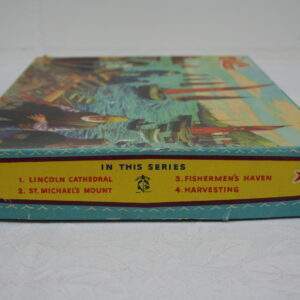 IN THIS SERIES
1. LINCOLN CATHEDRAL
2. ST. MICHAEL'S MOUNT
3. FISHERMEN'S HAVEN
4. HARVESTING